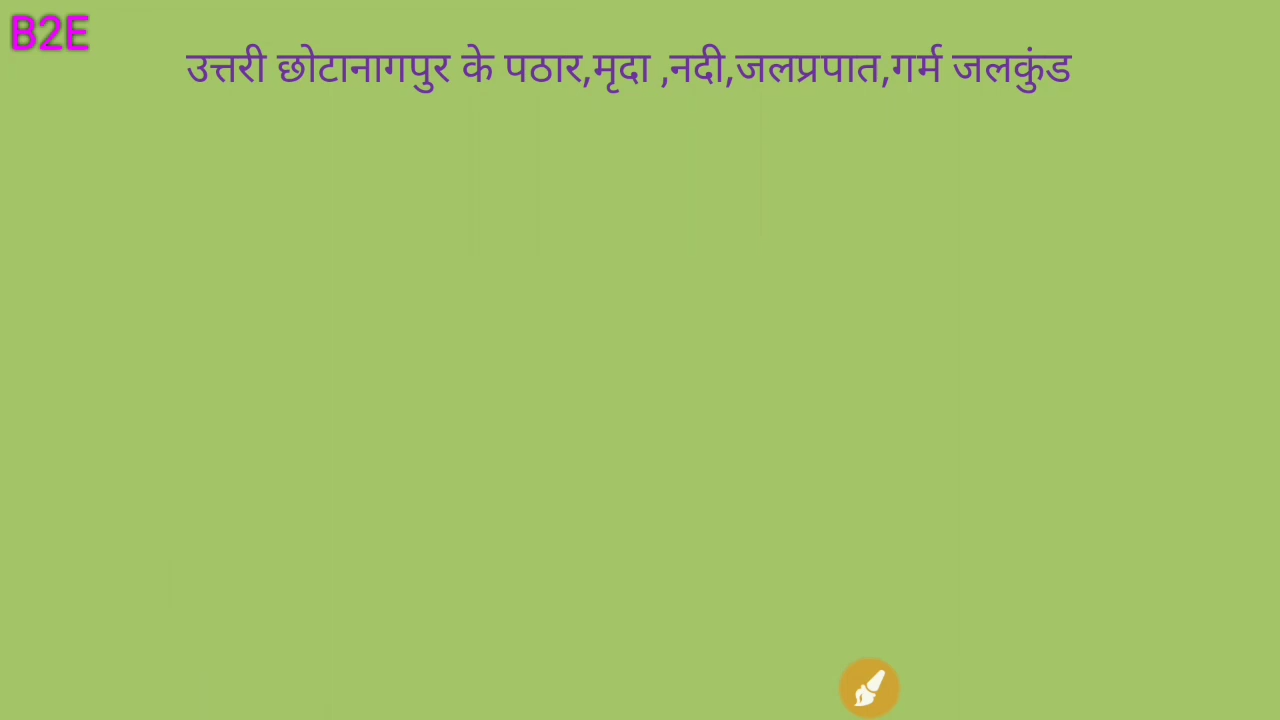 B2E
उत्तरी छोटानागपुर के पठार,मृदा ,नदी,जलप्रपात,गर्म जलकुंड